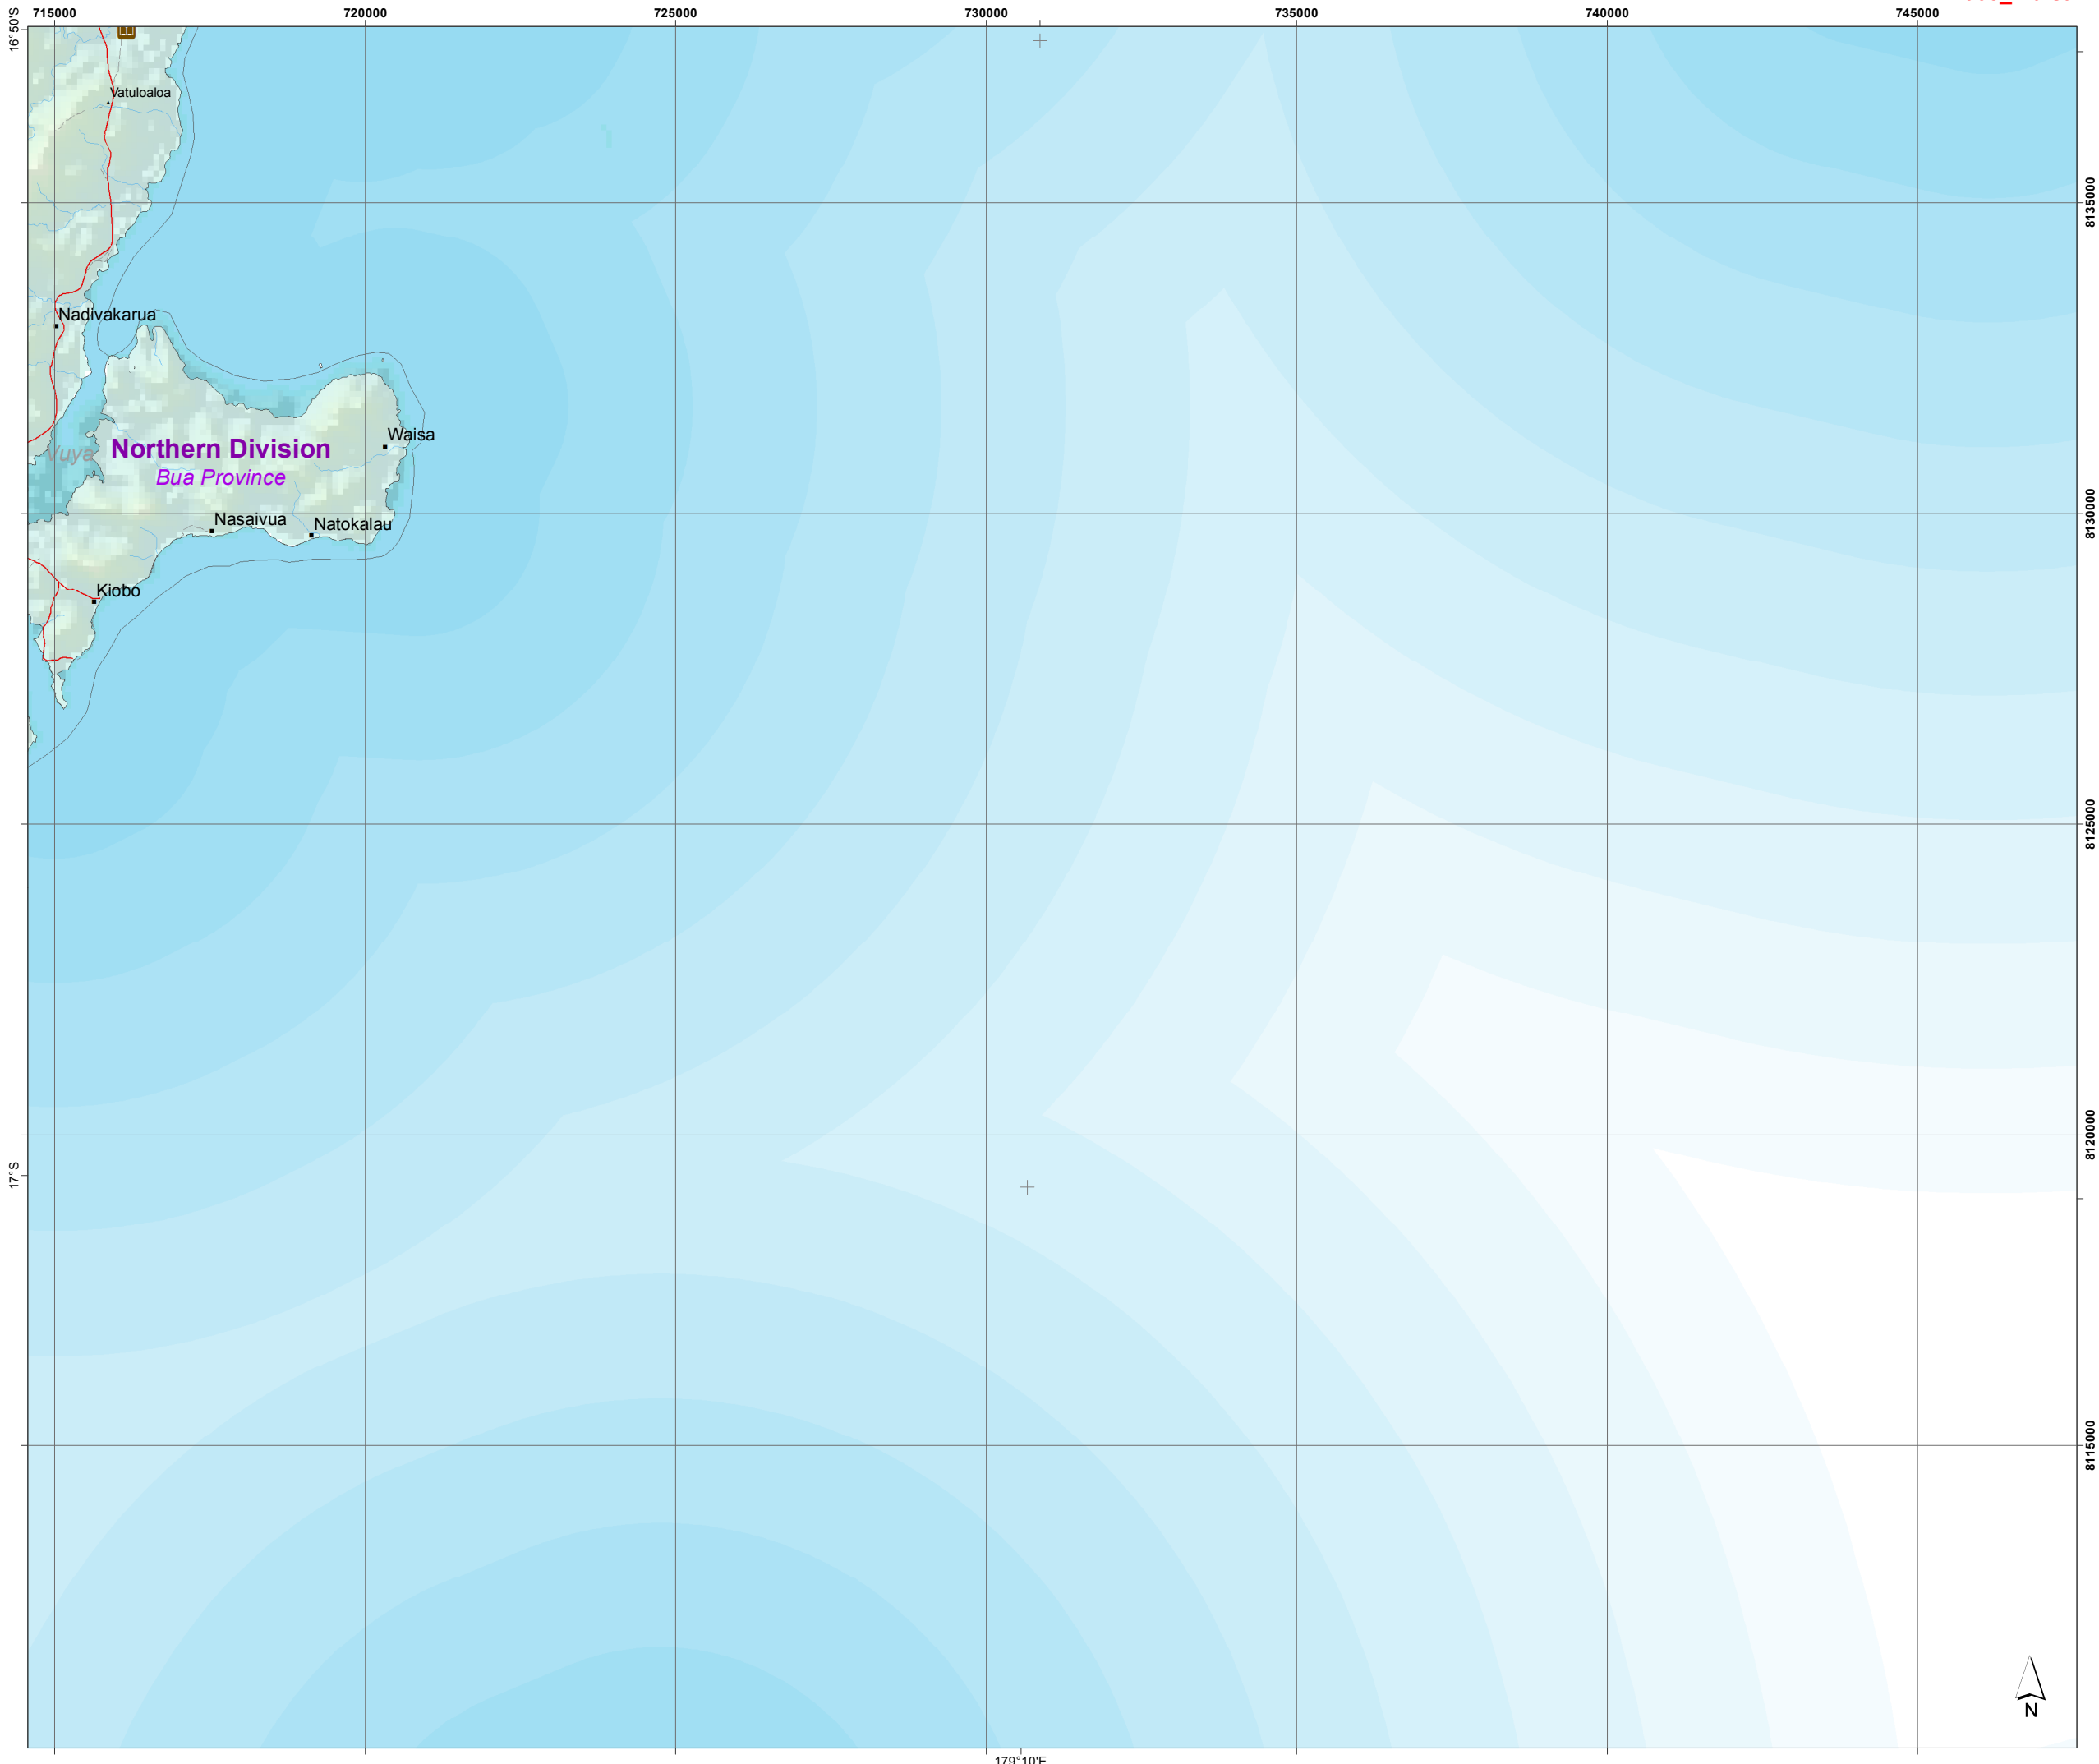 715000 720000 725000 730000 735000 740000 745000
16°50'S
Vatuloaloa
8135000
Nadivakarua
Waisa
Vuya
Northern Division
Bua Province
Nasaivua
Natokalau
8130000
Kiobo
8125000
8120000
17°S
8115000
N
179°10'E